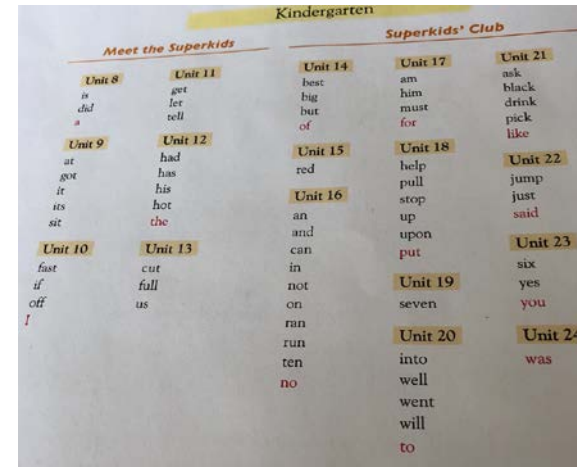 Kindergarten
Meet the Superkids
Unit 8
is
did
a
Unit 9
at
got
it
its
sit
Unit 10
fast
if
off
I
Unit 11
get
let
tell
Unit 12
had
has
his
hot
the
Unit 13
cut
full
us
Superkids' Club
Unit 14
best
big
but
of
Unit 15
red
Unit 16
an
and
can
in
not
on
ran
run
ten
no
Unit 17
am
him
must
for
Unit 18
help
pull
stop
up
upon
put
Unit 19
seven
Unit 20
into
well
went
will
to
Unit 21
ask
black
drink
pick
like
Unit 22
jump
just
said
Unit 23
six
yes
you
Unit 24
was